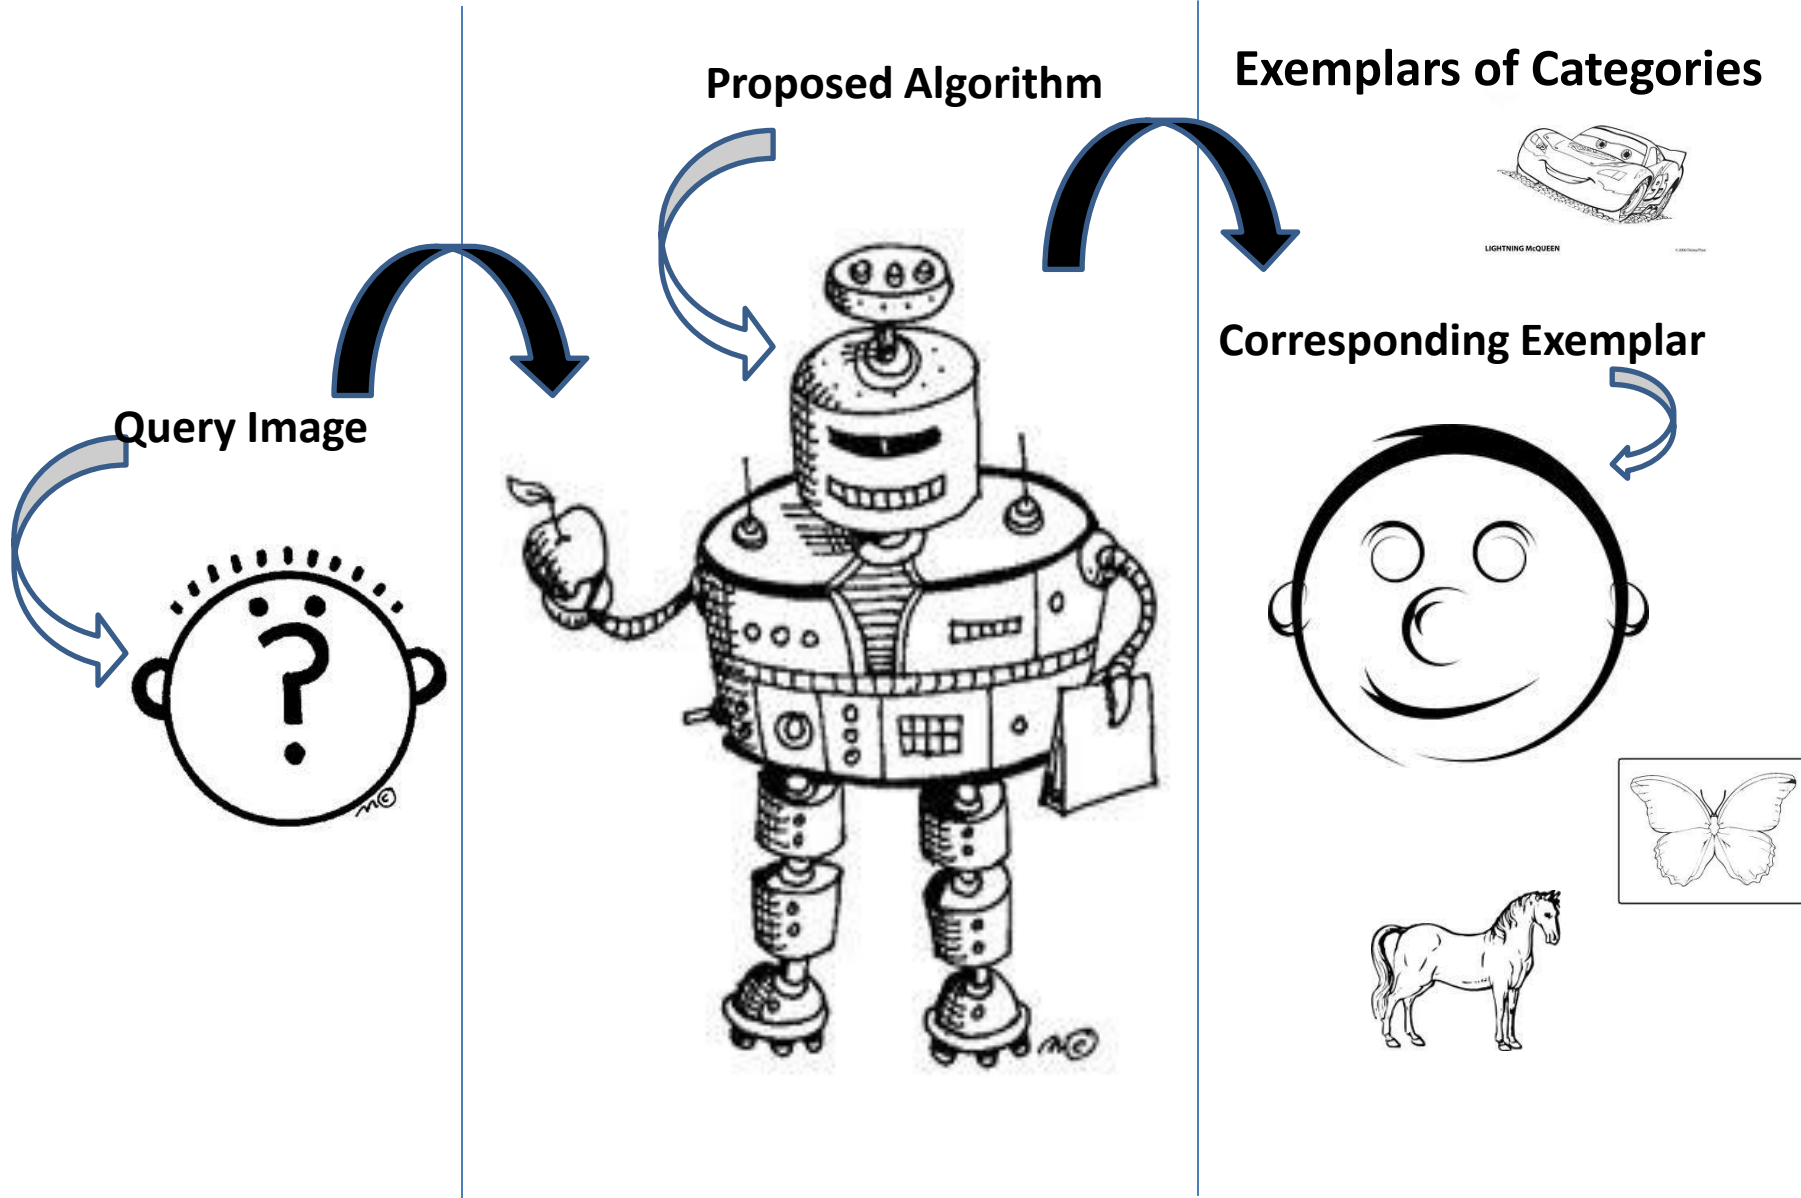 Query Image
?
Proposed Algorithm
Exemplars of Categories
LIGHTNING McQUEEN
Corresponding Exemplar